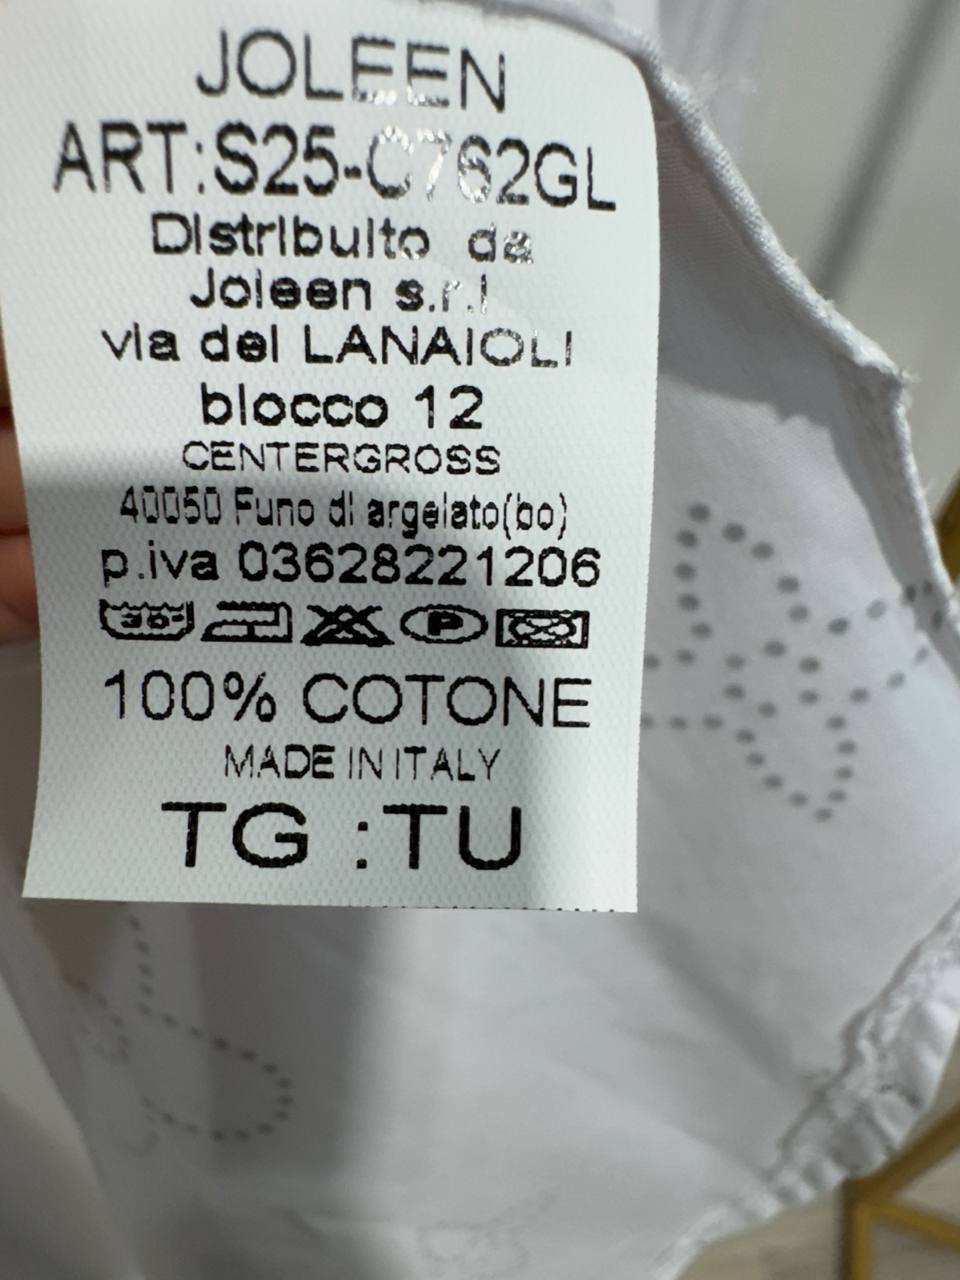 JOLEEN
ART:S25-C762GL
Distribuito da
Joleen s.r.l
via del LANAIOLI
blocco 12
CENTERGROSS
40050 Funo di argelato(bo)
p.iva 03628221206
30° P
100% COTONE
MADE IN ITALY
TG :TU